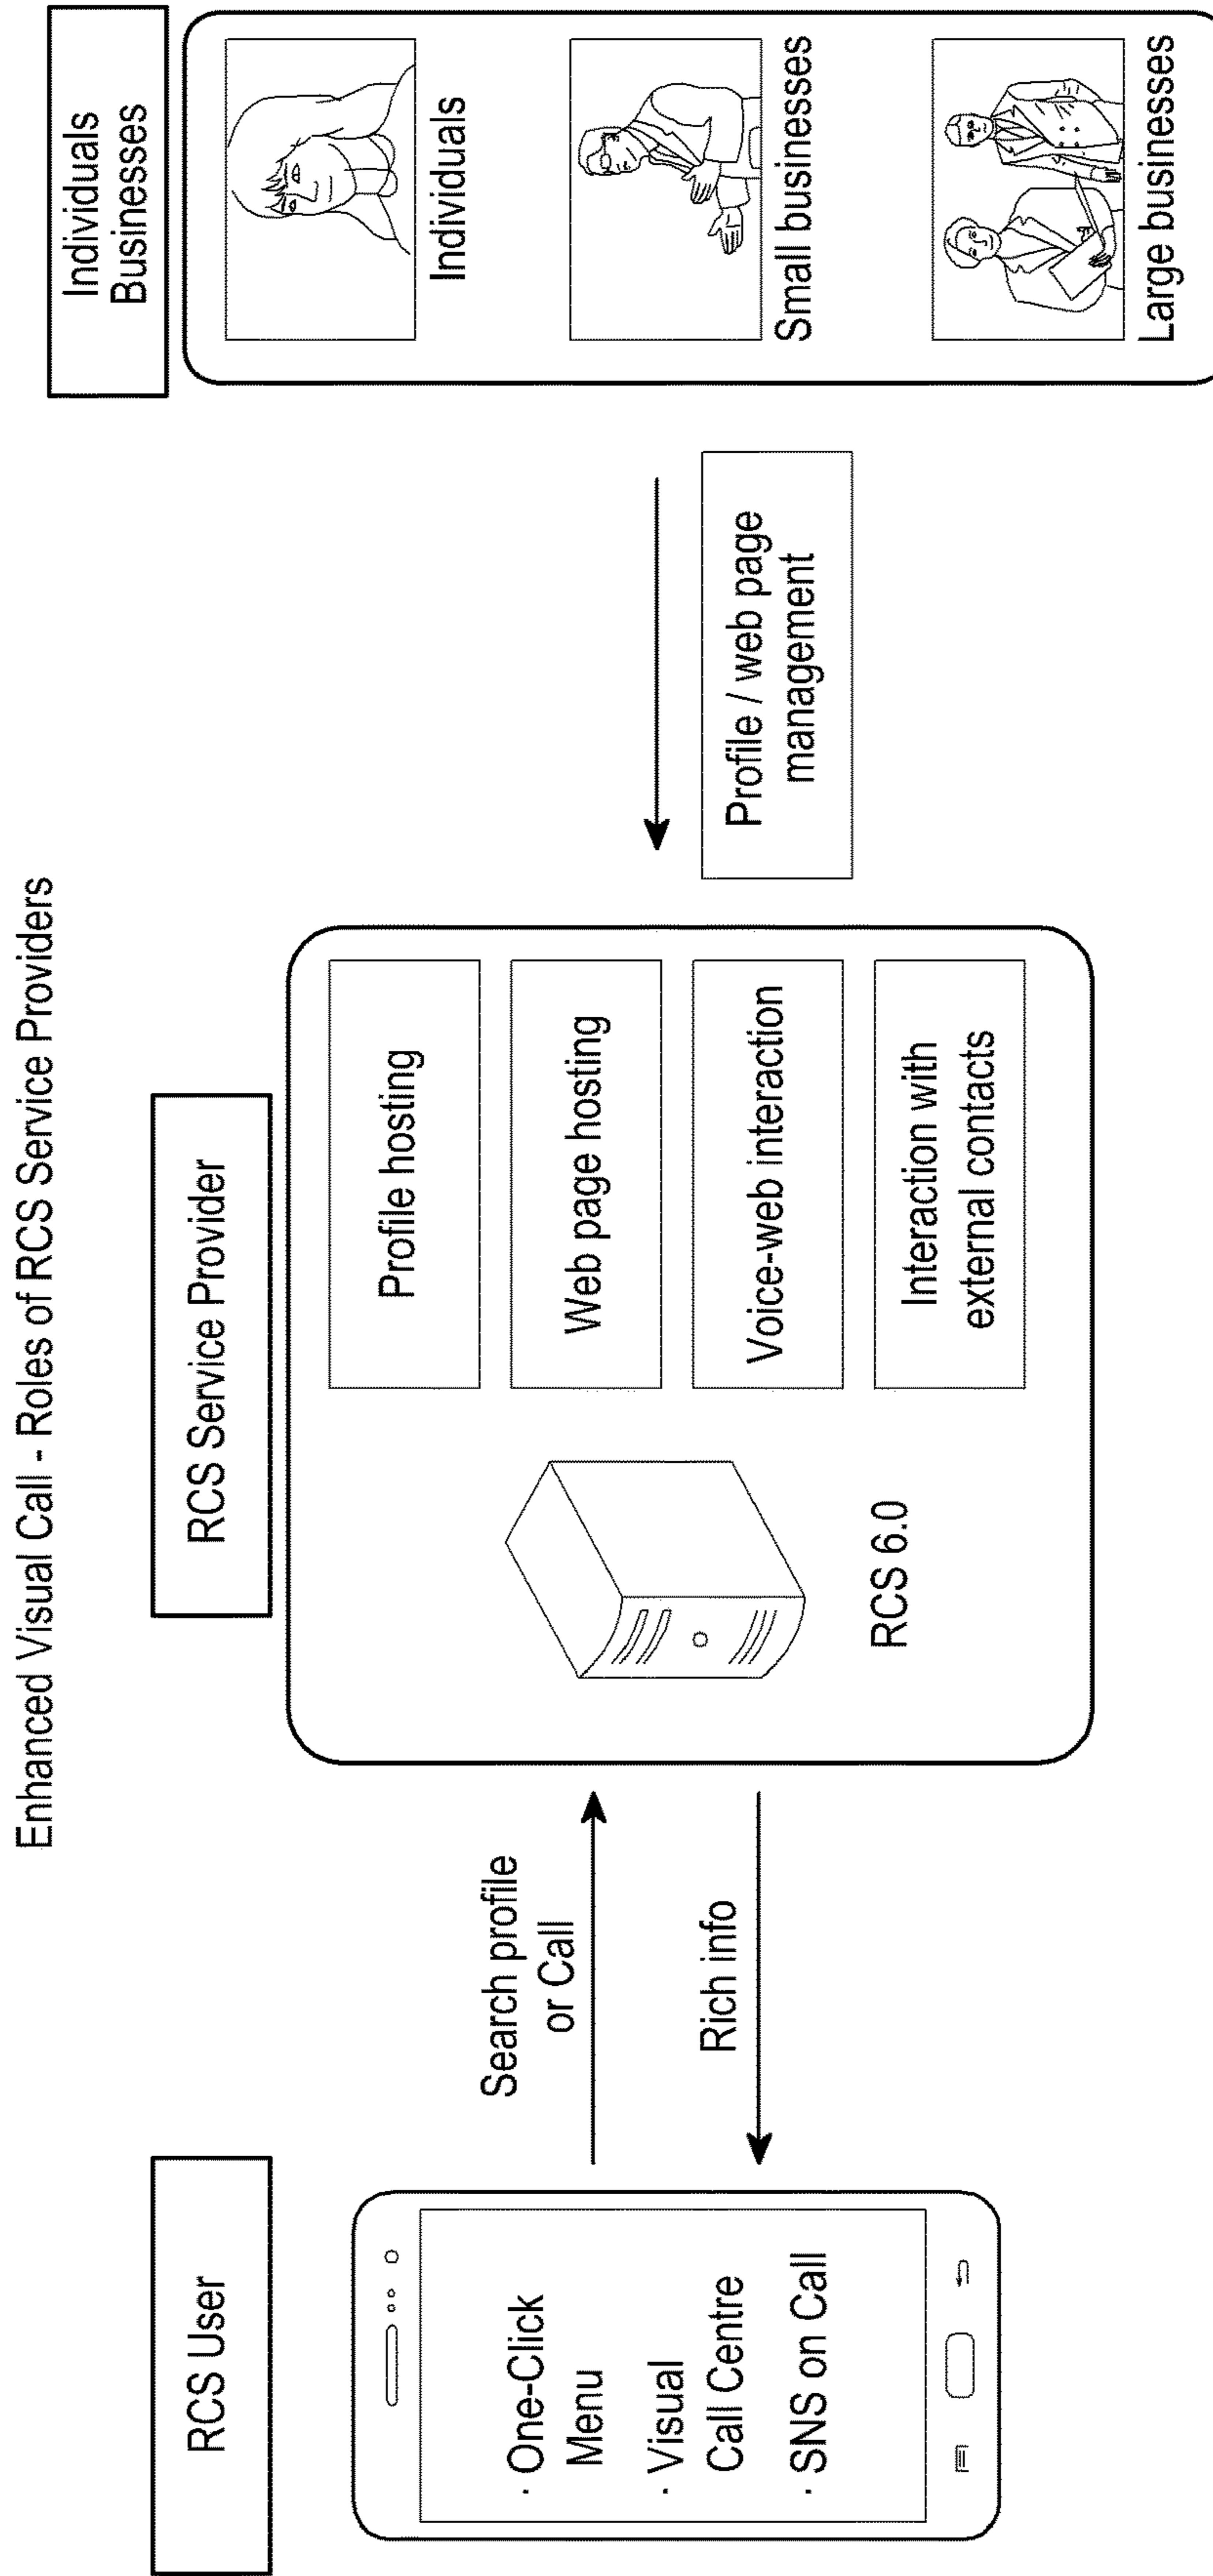 Enhanced Visual Call - Roles of RCS Service Providers
RCS User
· One-Click
Menu
· Visual
Call Centre
· SNS on Call
Search profile
or Call
Rich info
RCS Service Provider
RCS 6.0
Profile hosting
Web page hosting
Voice-web interaction
Interaction with
external contacts
Profile / web page
management
Individuals
Businesses
Individuals
Small businesses
Large businesses